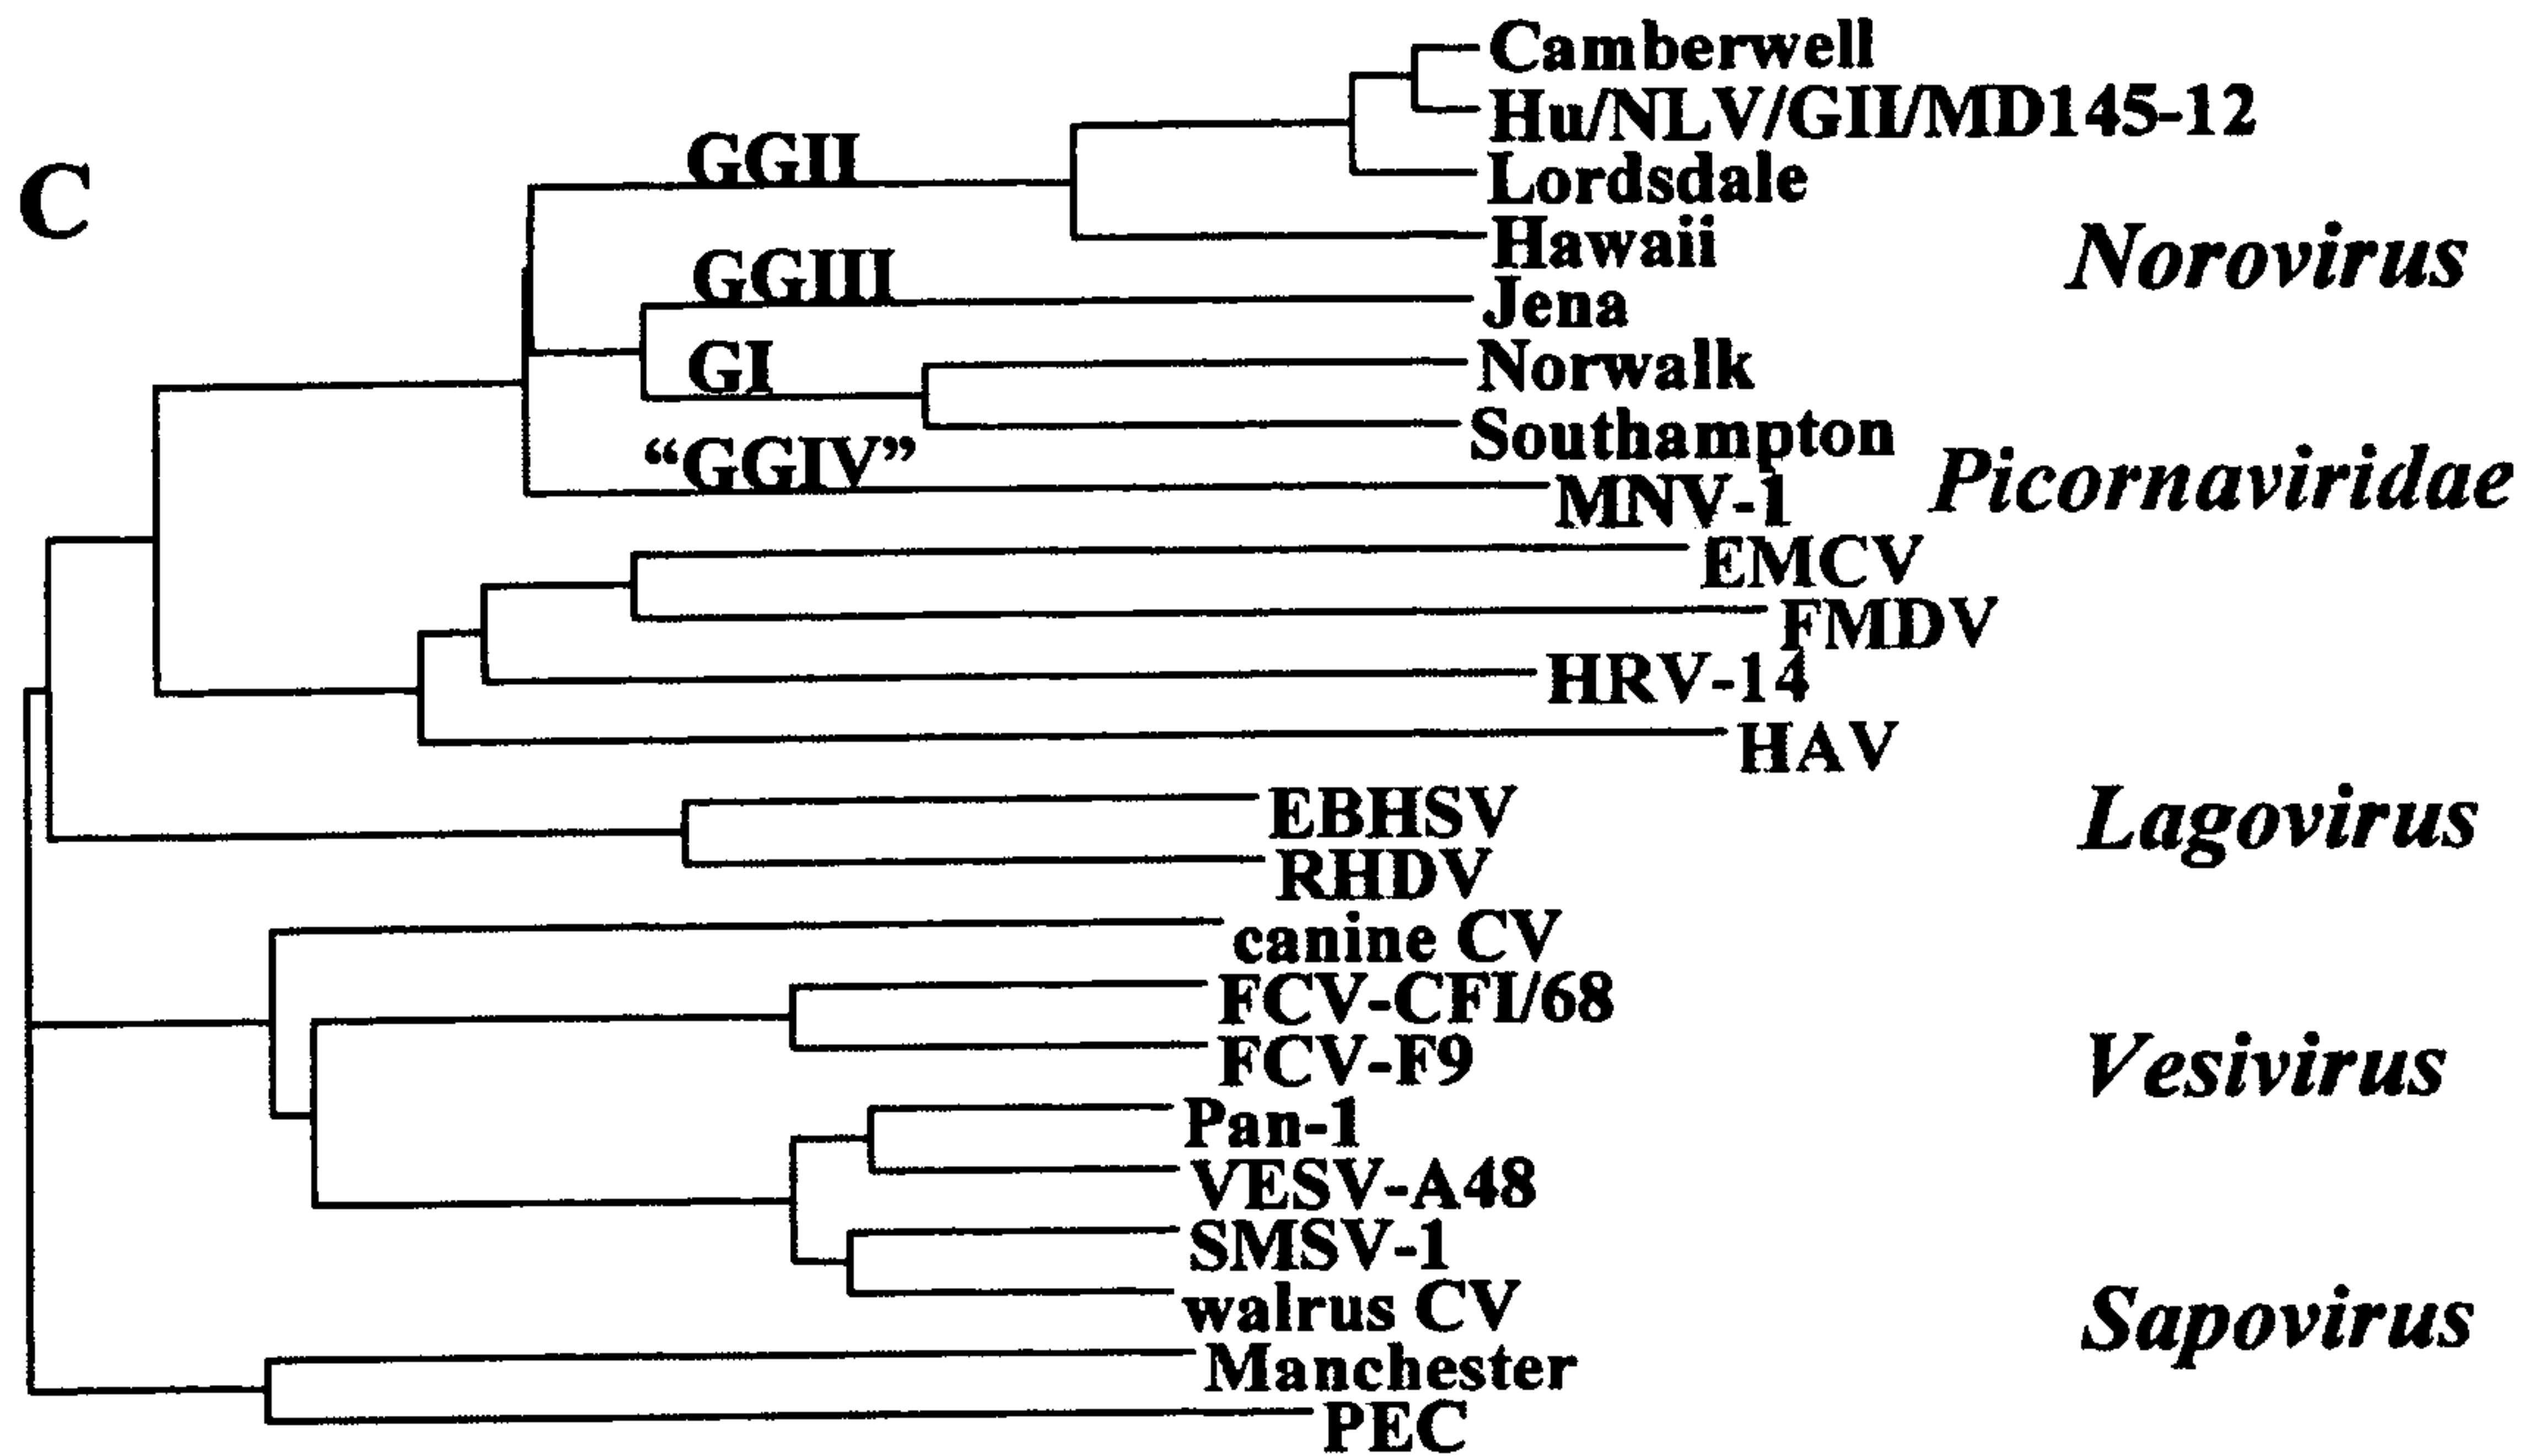 C
GGII
GGIII
GI
“GGIV”
Camberwell
Hu/NLV/GII/MD145-12
Lordsdale
Hawaii
Jena
Norwalk
Southampton
MNV-1
EMCV
FMDV
HRV-14
HAV
EBHSV
RHDV
canine CV
FCV-CFI/68
FCV-F9
Pan-1
VESV-A48
SMSV-1
walrus CV
Manchester
PEC
Norovirus
Picornaviridae
Lagovirus
Vesivirus
Sapovirus